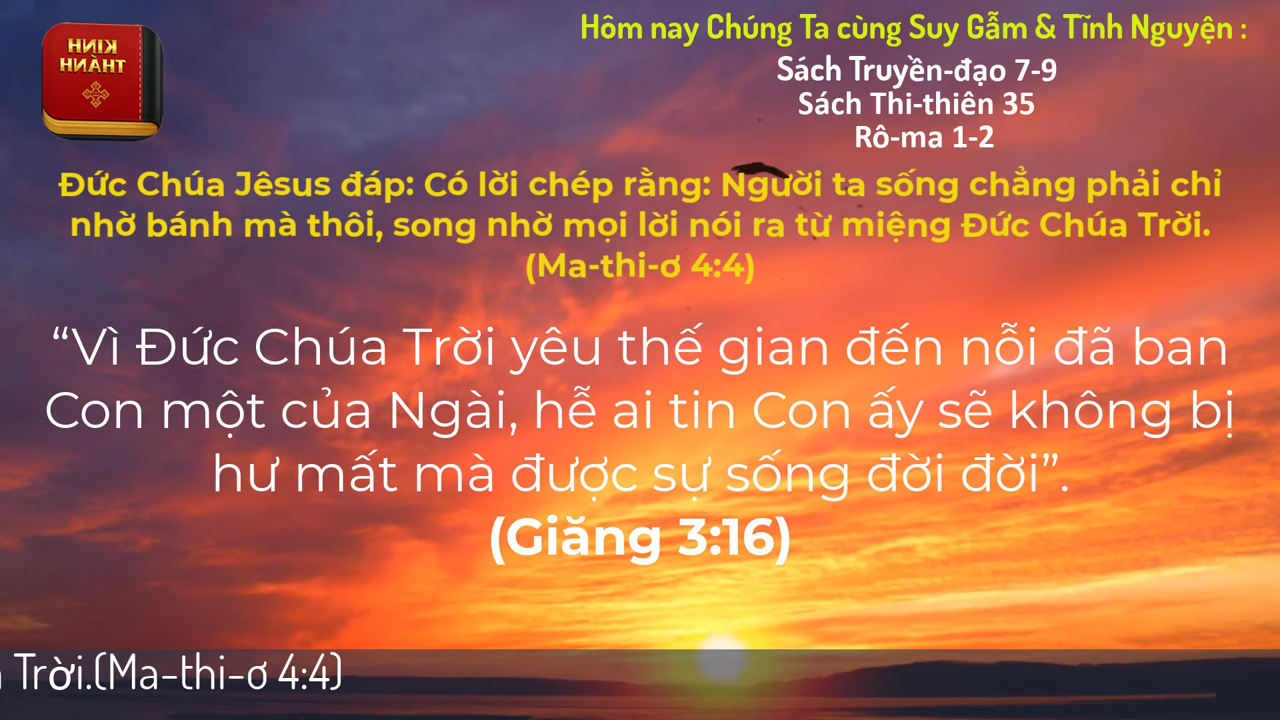 KINH
THÁNH
Hôm nay Chúng Ta cùng Suy Gẫm & Tĩnh Nguyện :
Sách Truyền-đạo 7-9
Sách Thi-thiên 35
Rô-ma 1-2
Đức Chúa Jêsus đáp: Có lời chép rằng: Người ta sống chẳng phải chỉ
nhờ bánh mà thôi, song nhờ mọi lời nói ra từ miệng Đức Chúa Trời.
(Ma-thi-ơ 4:4)
“Vì Đức Chúa Trời yêu thế gian đến nỗi đã ban
Con một của Ngài, hễ ai tin Con ấy sẽ không bị
hư mất mà được sự sống đời đời”.
(Giăng 3:16)
Trời.(Ma-thi-ơ 4:4)